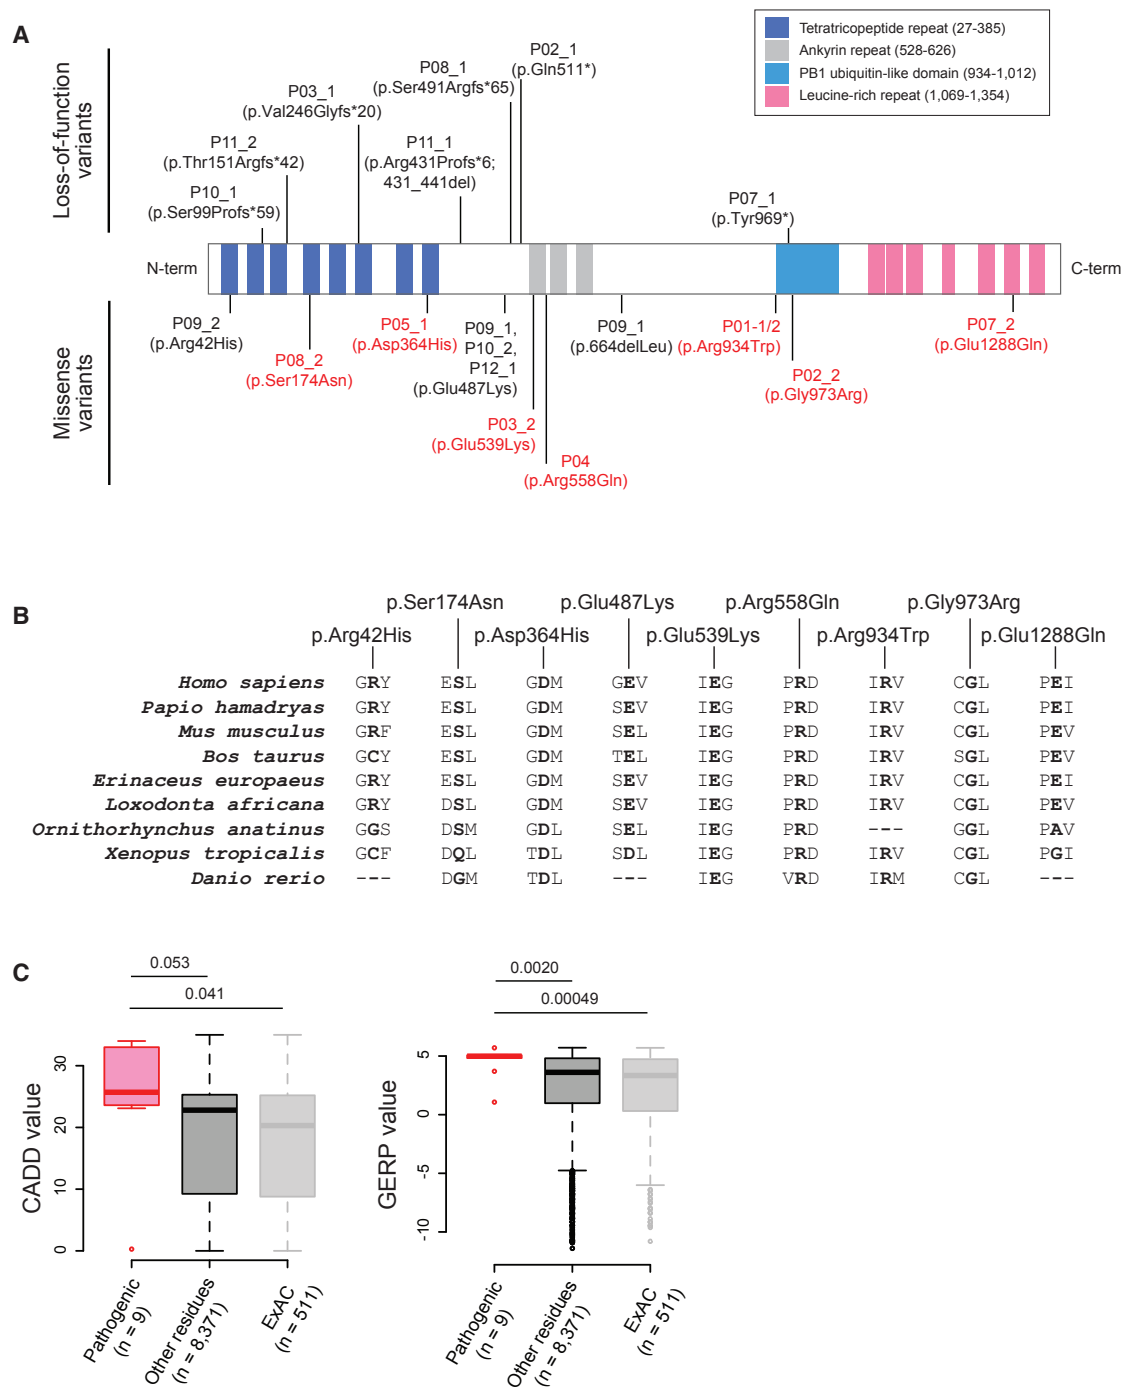 A
Tetratricopeptide repeat (27-385)
Ankyrin repeat (528-626)
PB1 ubiquitin-like domain (934-1,012)
Leucine-rich repeat (1,069-1,354)
Loss-of-function
variants
P02_1
(p.Gln511*)
P08_1
(p.Ser491Argfs*65)
P03_1
(p.Val246Glyfs*20)
P11_2
(p.Thr151Argfs*42)
P11_1
(p.Arg431Profs*6;
431_441del)
P10_1
(p.Ser99Profs*59)
P07_1
(p.Tyr969*)
N-term
C-term
Missense
variants
P09_2
(p.Arg42His)
P08_2
(p.Ser174Asn)
P05_1
(p.Asp364His)
P09_1,
P10_2,
P12_1
(p.Glu487Lys)
P03_2
(p.Glu539Lys)
P04
(p.Arg558Gln)
P09_1
(p.664delLeu)
P01-1/2
(p.Arg934Trp)
P02_2
(p.Gly973Arg)
P07_2
(p.Glu1288Gln)
B
p.Ser174Asn p.Glu487Lys p.Arg558Gln p.Gly973Arg
p.Arg42His p.Asp364His p.Glu539Lys p.Arg934Trp p.Glu1288Gln
Homo sapiens GRY ESL GDM GEV IEG PRD IRV CGL PEI
Papio hamadryas GRY ESL GDM SEV IEG PRD IRV CGL PEI
Mus musculus GRF ESL GDM SEL IEG PRD IRV CGL PEV
Bos taurus GCY ESL GDM TEL IEG PRD IRV SGL PEV
Erinaceus europaeus GRY ESL GDM SEV IEG PRD IRV CGL PEI
Loxodonta africana GRY DSL GDM SEV IEG PRD IRV CGL PEV
Ornithorhynchus anatinus GGS DSM GDL SEL IEG PRD --- GGL PAV
Xenopus tropicalis GCF DQL TDL SDL IEG PRD IRV CGL PGI
Danio rerio --- DGM TDL --- IEG VRD IRM CGL ---
C
0.053
0.041
CADD value
30
20
10
0
Pathogenic
(n = 9)
Other residues
(n = 8,371)
ExAC
(n = 511)
0.0020
0.00049
GERP value
5
0
-5
-10
Pathogenic
(n = 9)
Other residues
(n = 8,371)
ExAC
(n = 511)